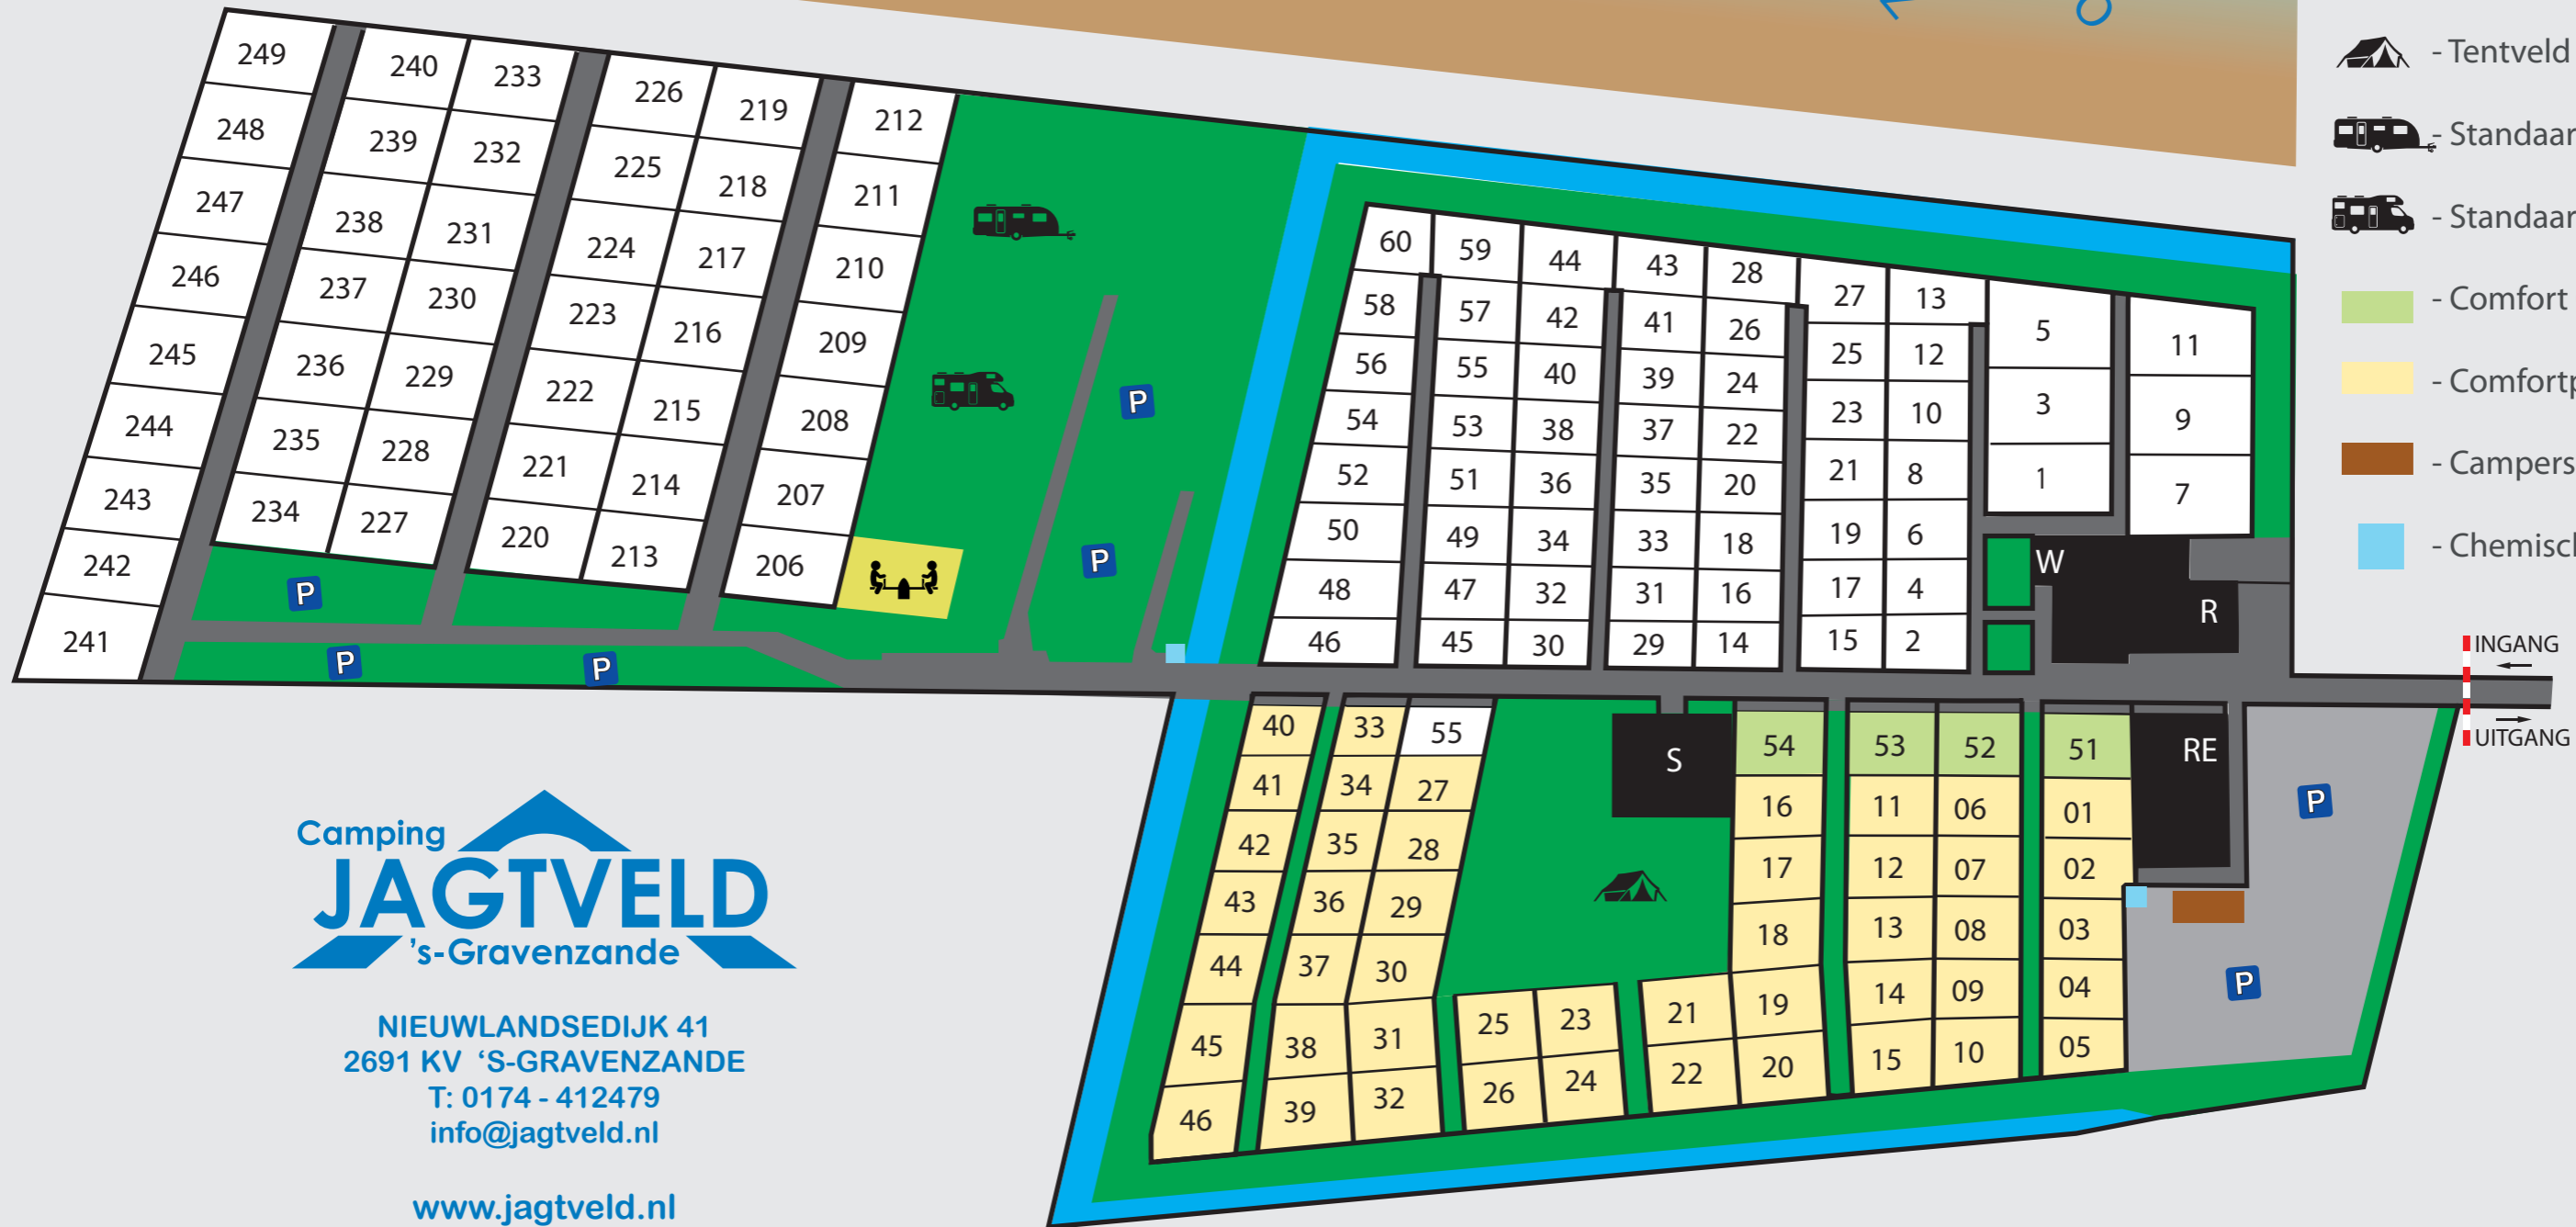 - Tentveld
- Standaar
- Standaar
- Comfort
- Comfortp
- Campers
- Chemisch
249 240 233 226 219 212
248 239 232 225 218 211
247 238 231 224 217 210
246 237 230 223 216 209
245 236 229 222 215 208
244 235 228 221 214 207
243 234 227 220 213 206
242
241
P
P
P
P
P
60 59 44 43 28 27 13 5 11
58 57 42 41 26 25 12 3 9
56 55 40 39 24 23 10 1 7
54 53 38 37 22 21 8
52 51 36 35 20 19 6
50 49 34 33 18 17 4
48 47 32 31 16 15 2
46 45 30 29 14
W
R
INGANG
UITGANG
40 33 55 S 54 53 52 51 RE
41 34 27 16 11 06 01 P
42 35 28 17 12 07 02
43 36 29 18 13 08 03
44 37 30 19 14 09 04 P
45 38 31 25 23 21 20 15 10 05
46 39 32 26 24 22
Camping
JAGTVELD
's-Gravenzande
NIEUWLANDSEDIJK 41
2691 KV ‘S-GRAVENZANDE
T: 0174 - 412479
info@jagtveld.nl
www.jagtveld.nl